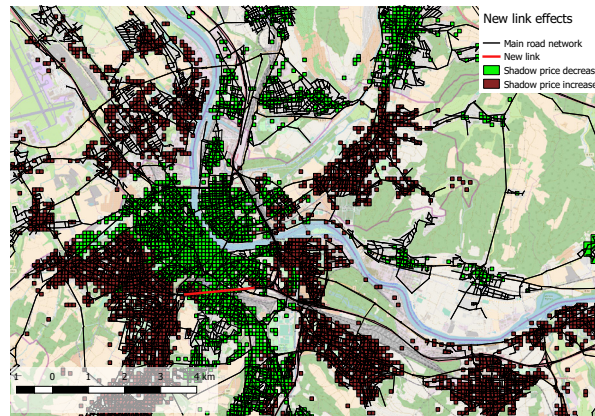 New link effects
Main road network
New link
Shadow price decreas
Shadow price increase
1 0 1 2 3 4 km